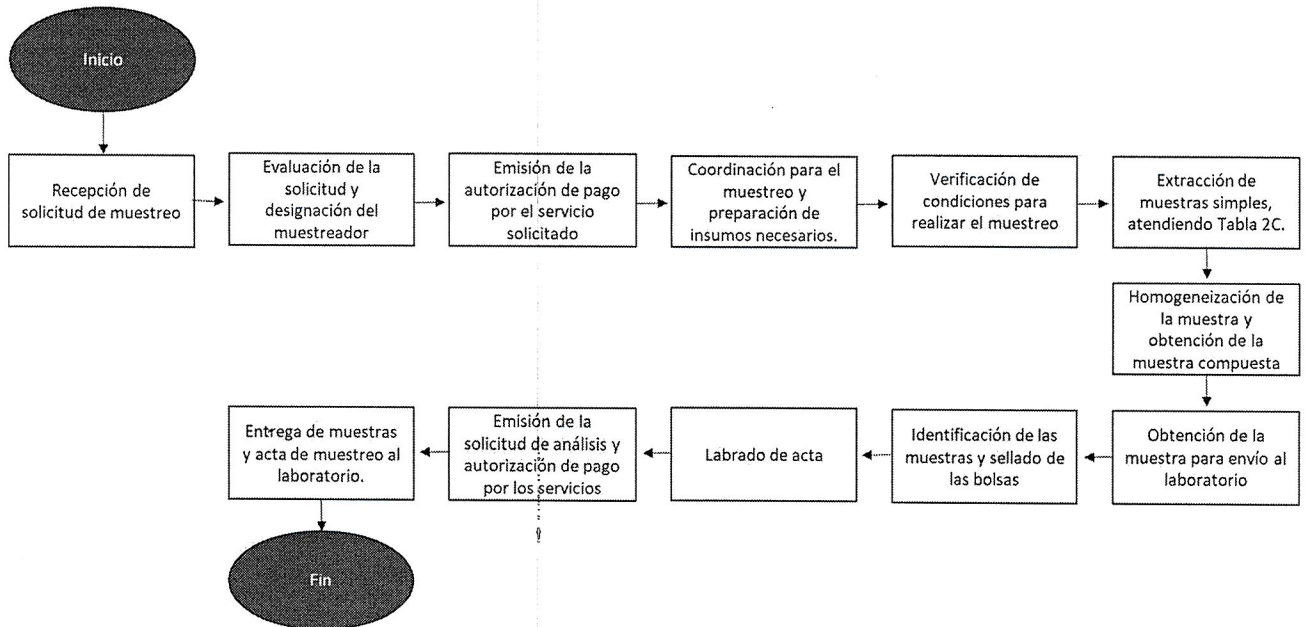 Inicio
Recepción de
solicitud de muestreo
Evaluación de la
solicitud y
designación del
muestreador
Emisión de la
autorización de pago
por el servicio
solicitado
Coordinación para el
muestreo y
preparación de
insumos necesarios.
Verificación de
condiciones para
realizar el muestreo
Extracción de
muestras simples,
atendiendo Tabla 2C.
Homogeneización de
la muestra y
obtención de la
muestra compuesta
Obtención de la
muestra para envío al
laboratorio
Identificación de las
muestras y sellado de
las bolsas
Labrado de acta
Emisión de la
solicitud de análisis y
autorización de pago
por los servicios
Entrega de muestras
y acta de muestreo al
laboratorio.
Fin